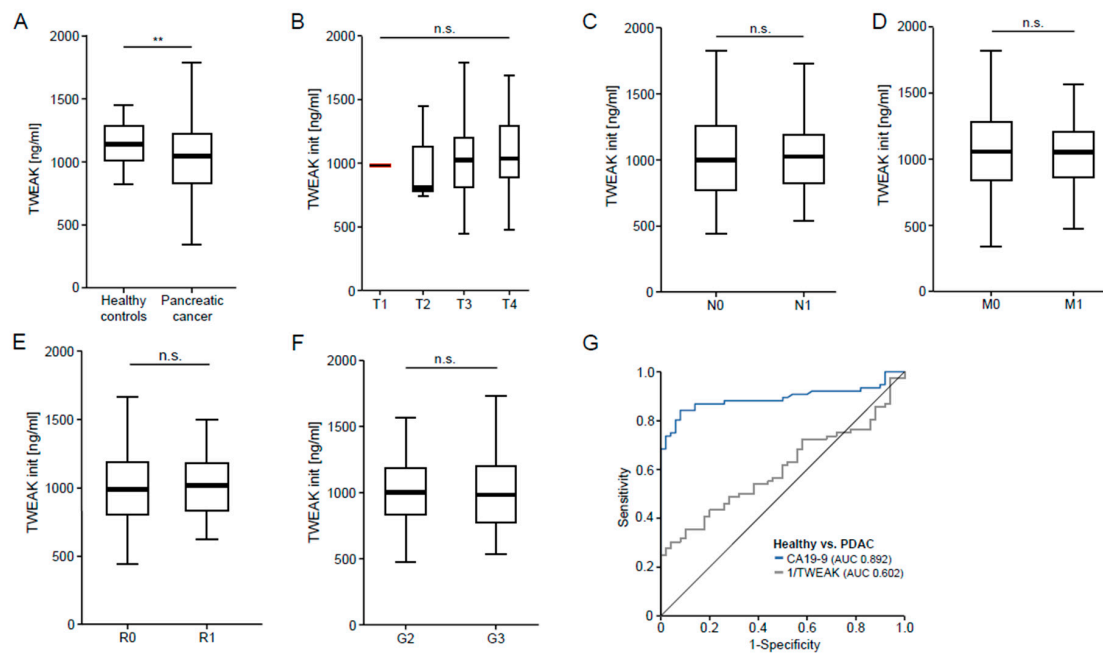 A
TWEAK [ng/ml]
2000
1500
1000
500
0
**
Healthy
controls
Pancreatic
cancer
B
TWEAK init [ng/ml]
2000
1500
1000
500
0
n.s.
T1
T2
T3
T4
C
TWEAK init [ng/ml]
2000
1500
1000
500
0
n.s.
N0
N1
D
TWEAK init [ng/ml]
2000
1500
1000
500
0
n.s.
M0
M1
E
TWEAK init [ng/ml]
2000
1500
1000
500
0
n.s.
R0
R1
F
TWEAK init [ng/ml]
2000
1500
1000
500
0
n.s.
G2
G3
G
Sensitivity
1.0
0.8
0.6
0.4
0.2
0
Healthy vs. PDAC
CA19-9 (AUC 0.892)
1/TWEAK (AUC 0.602)
0 0.2 0.4 0.6 0.8 1.0
1-Specificity